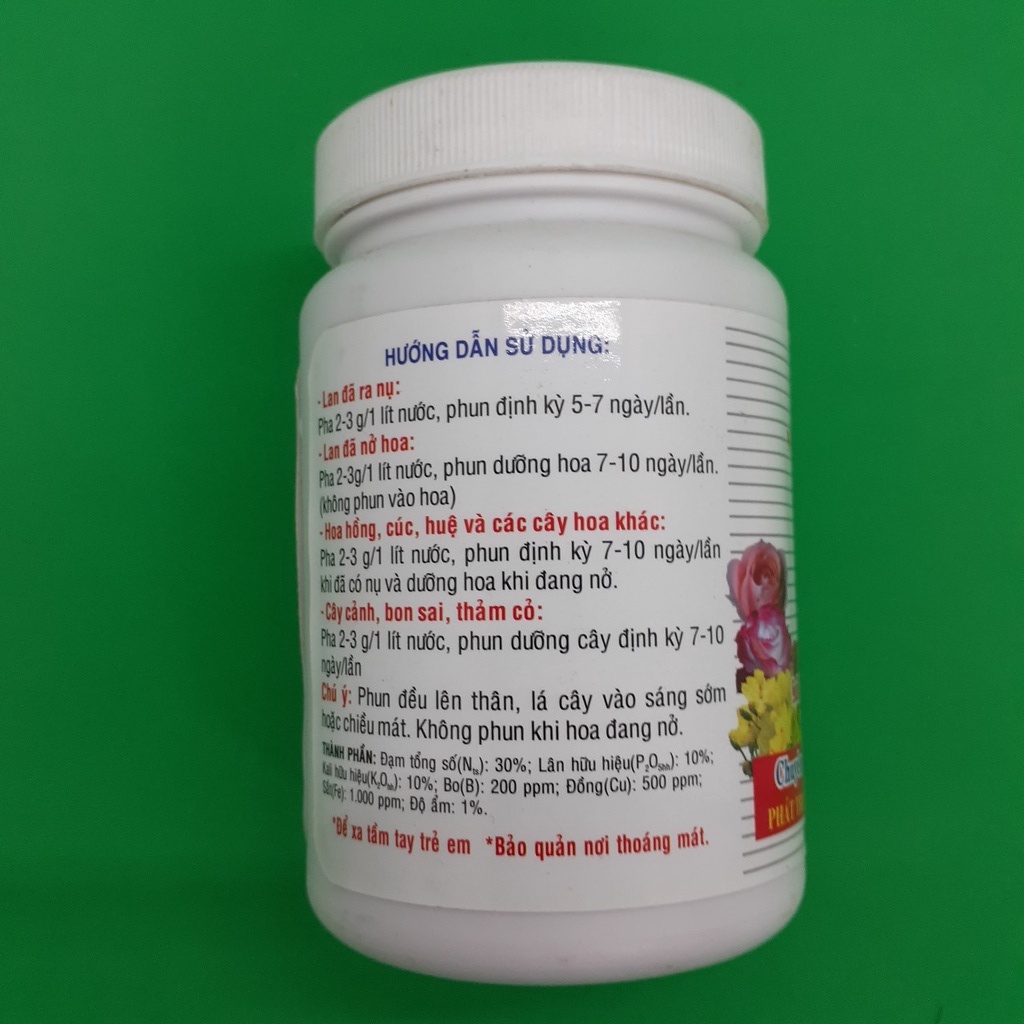 HƯỚNG DẪN SỬ DỤNG:
-Lan đã ra nụ:
Pha 2-3 g/1 lít nước, phun định kỳ 5-7 ngày/lần.
-Lan đã nở hoa:
Pha 2-3g/1 lít nước, phun dưỡng hoa 7-10 ngày/lần.
(không phun vào hoa)
-Hoa hồng, cúc, huệ và các cây hoa khác:
Pha 2-3 g/1 lít nước, phun định kỳ 7-10 ngày/lần
khi đã có nụ và dưỡng hoa khi đang nở.
-Cây cảnh, bon sai, thảm cỏ:
Pha 2-3 g/1 lít nước, phun dưỡng cây định kỳ 7-10
ngày/lần
Chú ý: Phun đều lên thân, lá cây vào sáng sớm
hoặc chiều mát. Không phun khi hoa đang nở.
THÀNH PHẦN: Đạm tổng số(Nts): 30%; Lân hữu hiệu(P2O5hh): 10%;
Kali hữu hiệu(K2Ohh): 10%; Bo(B): 200 ppm; Đồng(Cu): 500 ppm;
Sắt(Fe): 1.000 ppm; Độ ẩm: 1%.
*Để xa tầm tay trẻ em *Bảo quản nơi thoáng mát.
PHÁT